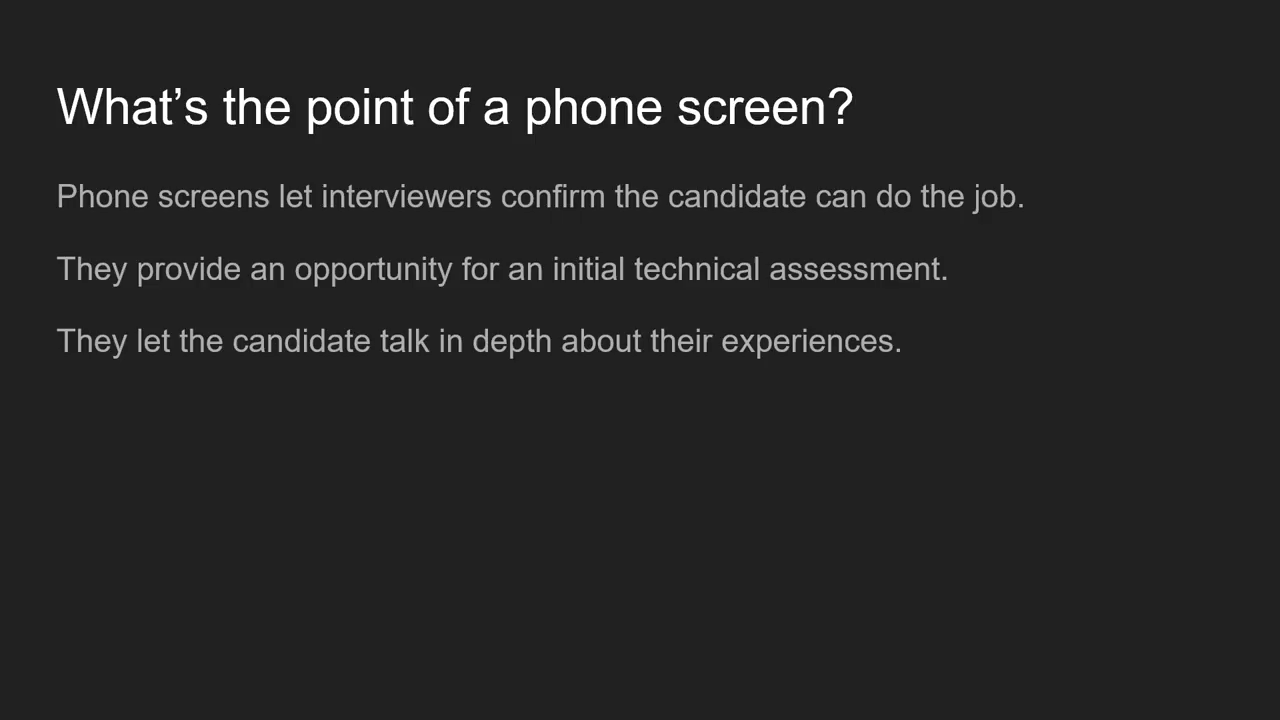 What’s the point of a phone screen?
Phone screens let interviewers confirm the candidate can do the job.
They provide an opportunity for an initial technical assessment.
They let the candidate talk in depth about their experiences.